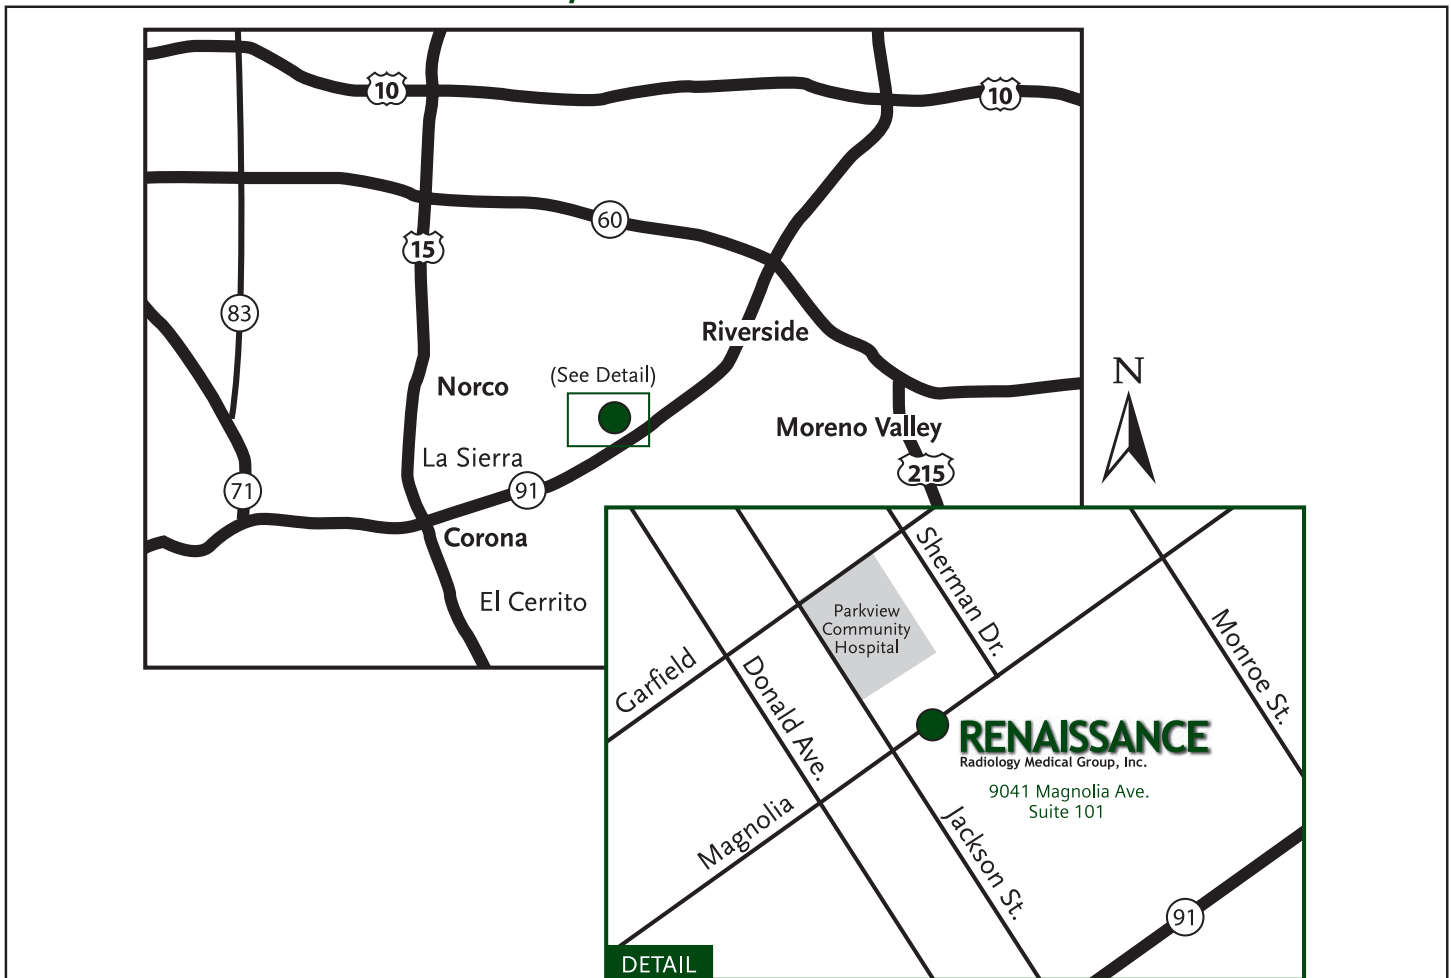 10
10
60
15
83
Riverside
(See Detail)
Norco
Moreno Valley
N
La Sierra
215
71
91
Corona
El Cerrito
Sherman Dr.
Parkview
Community
Hospital
Monroe St.
Garfield
Donald Ave.
RENAISSANCE
Radiology Medical Group, Inc.
9041 Magnolia Ave.
Suite 101
Magnolia
Jackson St.
91
DETAIL